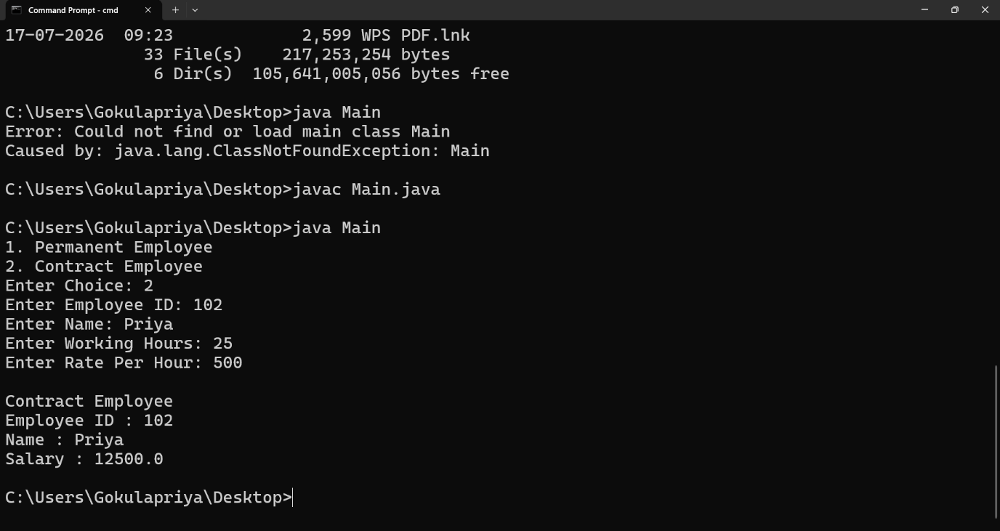 Command Prompt - cmd
17-07-2026  09:23             2,599 WPS PDF.lnk
              33 File(s)    217,253,254 bytes
               6 Dir(s)  105,641,005,056 bytes free
C:\Users\Gokulapriya\Desktop>java Main
Error: Could not find or load main class Main
Caused by: java.lang.ClassNotFoundException: Main
C:\Users\Gokulapriya\Desktop>javac Main.java
C:\Users\Gokulapriya\Desktop>java Main
1. Permanent Employee
2. Contract Employee
Enter Choice: 2
Enter Employee ID: 102
Enter Name: Priya
Enter Working Hours: 25
Enter Rate Per Hour: 500
Contract Employee
Employee ID : 102
Name : Priya
Salary : 12500.0
C:\Users\Gokulapriya\Desktop>